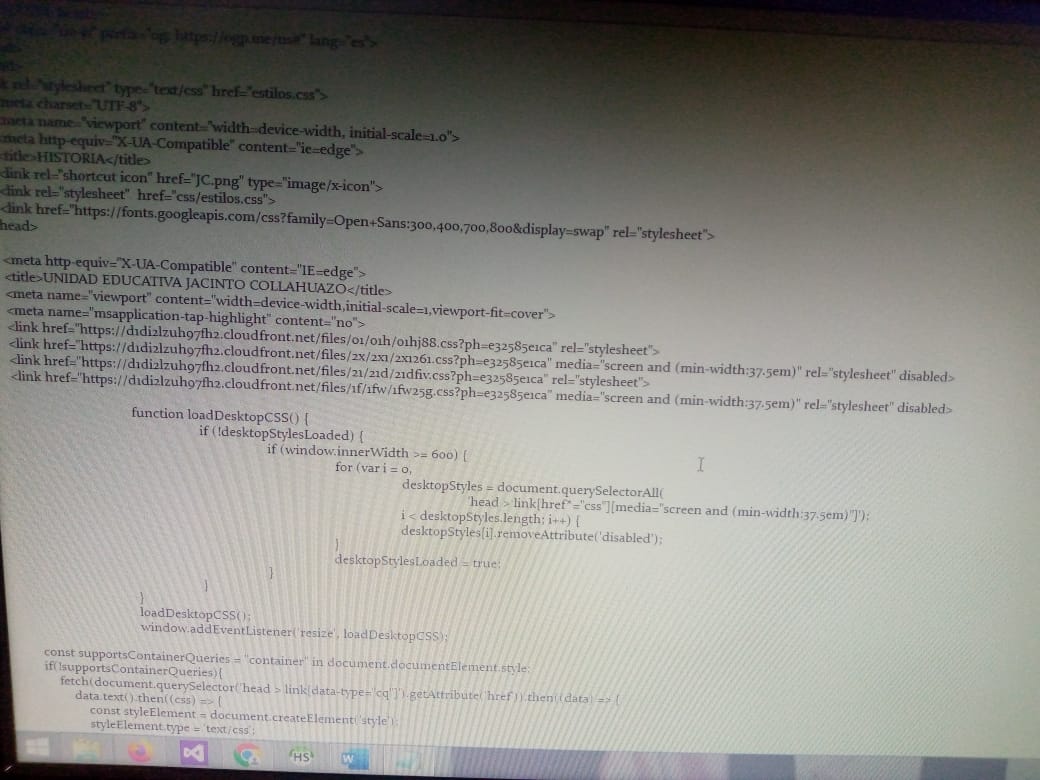 prefix="og: https://ogp.me/ns#" lang="es">
rel="stylesheet" type="text/css" href="estilos.css">
meta charset="UTF-8">
meta name="viewport" content="width=device-width, initial-scale=1.0">
meta http-equiv="X-UA-Compatible" content="ie=edge">
<title>HISTORIA</title>
<link rel="shortcut icon" href="JC.png" type="image/x-icon">
<link rel="stylesheet" href="css/estilos.css">
<link href="https://fonts.googleapis.com/css?family=Open+Sans:300,400,700,800&display=swap" rel="stylesheet">
head>
<meta http-equiv="X-UA-Compatible" content="IE=edge">
<title>UNIDAD EDUCATIVA JACINTO COLLAHUAZO</title>
<meta name="viewport" content="width=device-width,initial-scale=1,viewport-fit=cover">
<meta name="msapplication-tap-highlight" content="no">
<link href="https://d1di2lzuh97fh2.cloudfront.net/files/01/01h/01hj88.css?ph=e32585e1ca" rel="stylesheet">
<link href="https://d1di2lzuh97fh2.cloudfront.net/files/2x/2x1/2x1261.css?ph=e32585e1ca" media="screen and (min-width:37.5em)" rel="stylesheet" disabled>
<link href="https://d1di2lzuh97fh2.cloudfront.net/files/21/21d/21dfiv.css?ph=e32585e1ca" rel="stylesheet">
<link href="https://d1di2lzuh97fh2.cloudfront.net/files/1f/1fw/1fw25g.css?ph=e32585e1ca" media="screen and (min-width:37.5em)" rel="stylesheet" disabled>
function loadDesktopCSS() {
if (!desktopStylesLoaded) {
if (window.innerWidth >= 600) {
for (var i = 0,
desktopStyles = document.querySelectorAll(
'head > link[href*="css"][media="screen and (min-width:37.5em)"]');
i < desktopStyles.length; i++) {
desktopStyles[i].removeAttribute('disabled');
}
desktopStylesLoaded = true;
}
}
}
loadDesktopCSS();
window.addEventListener('resize', loadDesktopCSS);
const supportsContainerQueries = "container" in document.documentElement.style;
if(!supportsContainerQueries){
fetch(document.querySelector('head > link[data-type="cq"]').getAttribute('href')).then((data) => {
data.text().then((css) => {
const styleElement = document.createElement('style');
styleElement.type = 'text/css';
HS
W